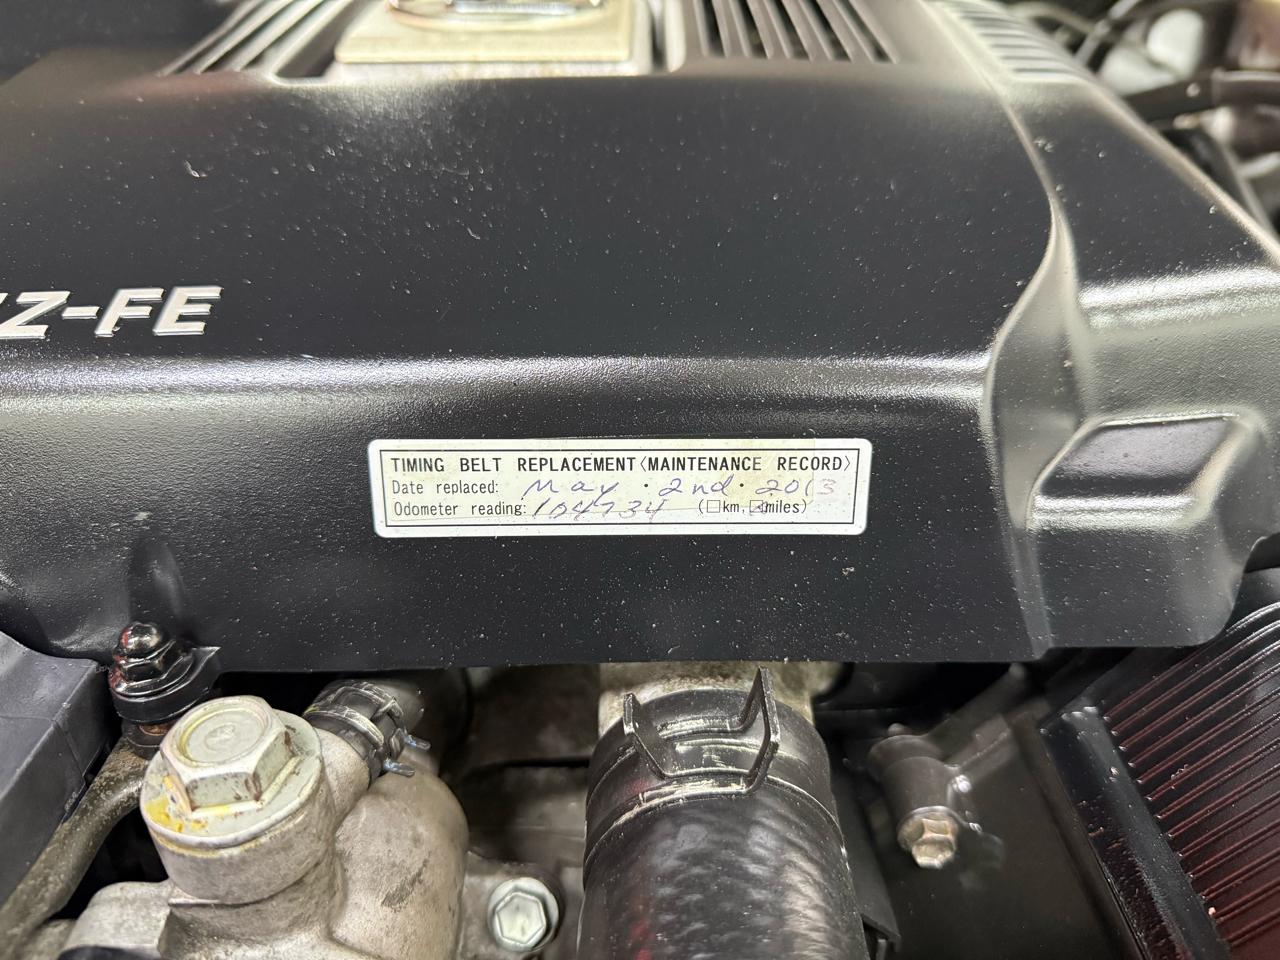 Z-FE
TIMING BELT REPLACEMENT〈MAINTENANCE RECORD〉
Date replaced: May · 2nd · 2013
Odometer reading: 104734 (☐km, ☑miles)